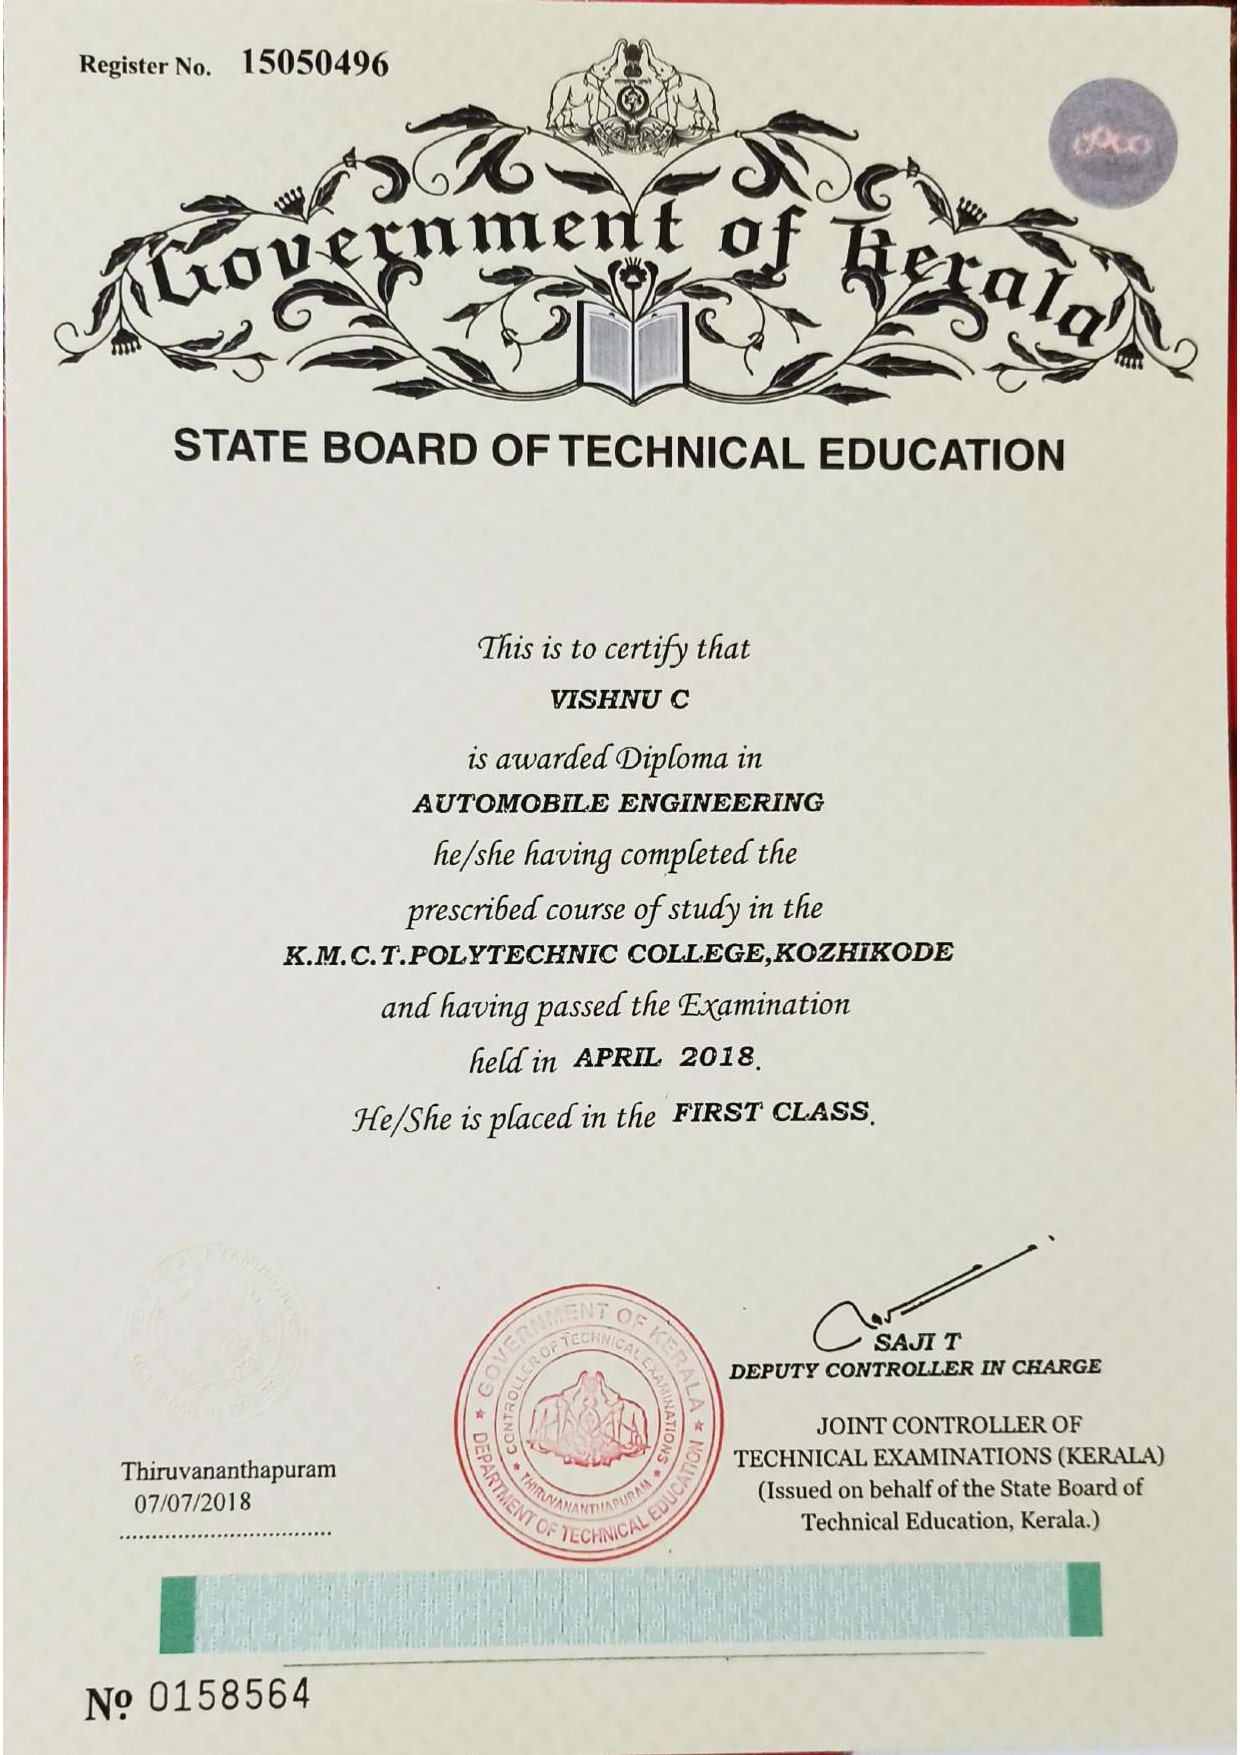 Register No. 15050496
Government of Kerala
STATE BOARD OF TECHNICAL EDUCATION
This is to certify that
VISHNU C
is awarded Diploma in
AUTOMOBILE ENGINEERING
he/she having completed the
prescribed course of study in the
K.M.C.T.POLYTECHNIC COLLEGE,KOZHIKODE
and having passed the Examination
held in APRIL 2018.
He/She is placed in the FIRST CLASS.
SAJI T
DEPUTY CONTROLLER IN CHARGE
JOINT CONTROLLER OF
TECHNICAL EXAMINATIONS (KERALA)
(Issued on behalf of the State Board of
Technical Education, Kerala.)
GOVERNMENT OF KERALA
DEPARTMENT OF TECHNICAL EDUCATION
CONTROLLER OF TECHNICAL EXAMINATIONS
THIRUVANANTHAPURAM
Thiruvananthapuram
07/07/2018
Nº 0158564